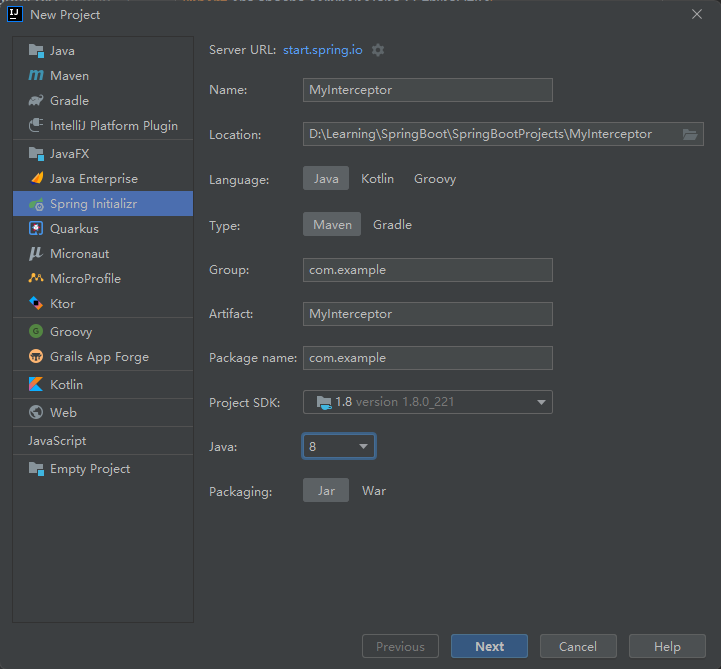 New Project
Java
Maven
Gradle
IntelliJ Platform Plugin
JavaFX
Java Enterprise
Spring Initializr
Quarkus
Micronaut
MicroProfile
Ktor
Groovy
Grails App Forge
Kotlin
Web
JavaScript
Empty Project
Server URL: start.spring.io
Name: MyInterceptor
Location: D:\Learning\SpringBoot\SpringBootProjects\MyInterceptor
Language: Java Kotlin Groovy
Type: Maven Gradle
Group: com.example
Artifact: MyInterceptor
Package name: com.example
Project SDK: 1.8 version 1.8.0_221
Java: 8
Packaging: Jar War
Previous Next Cancel Help